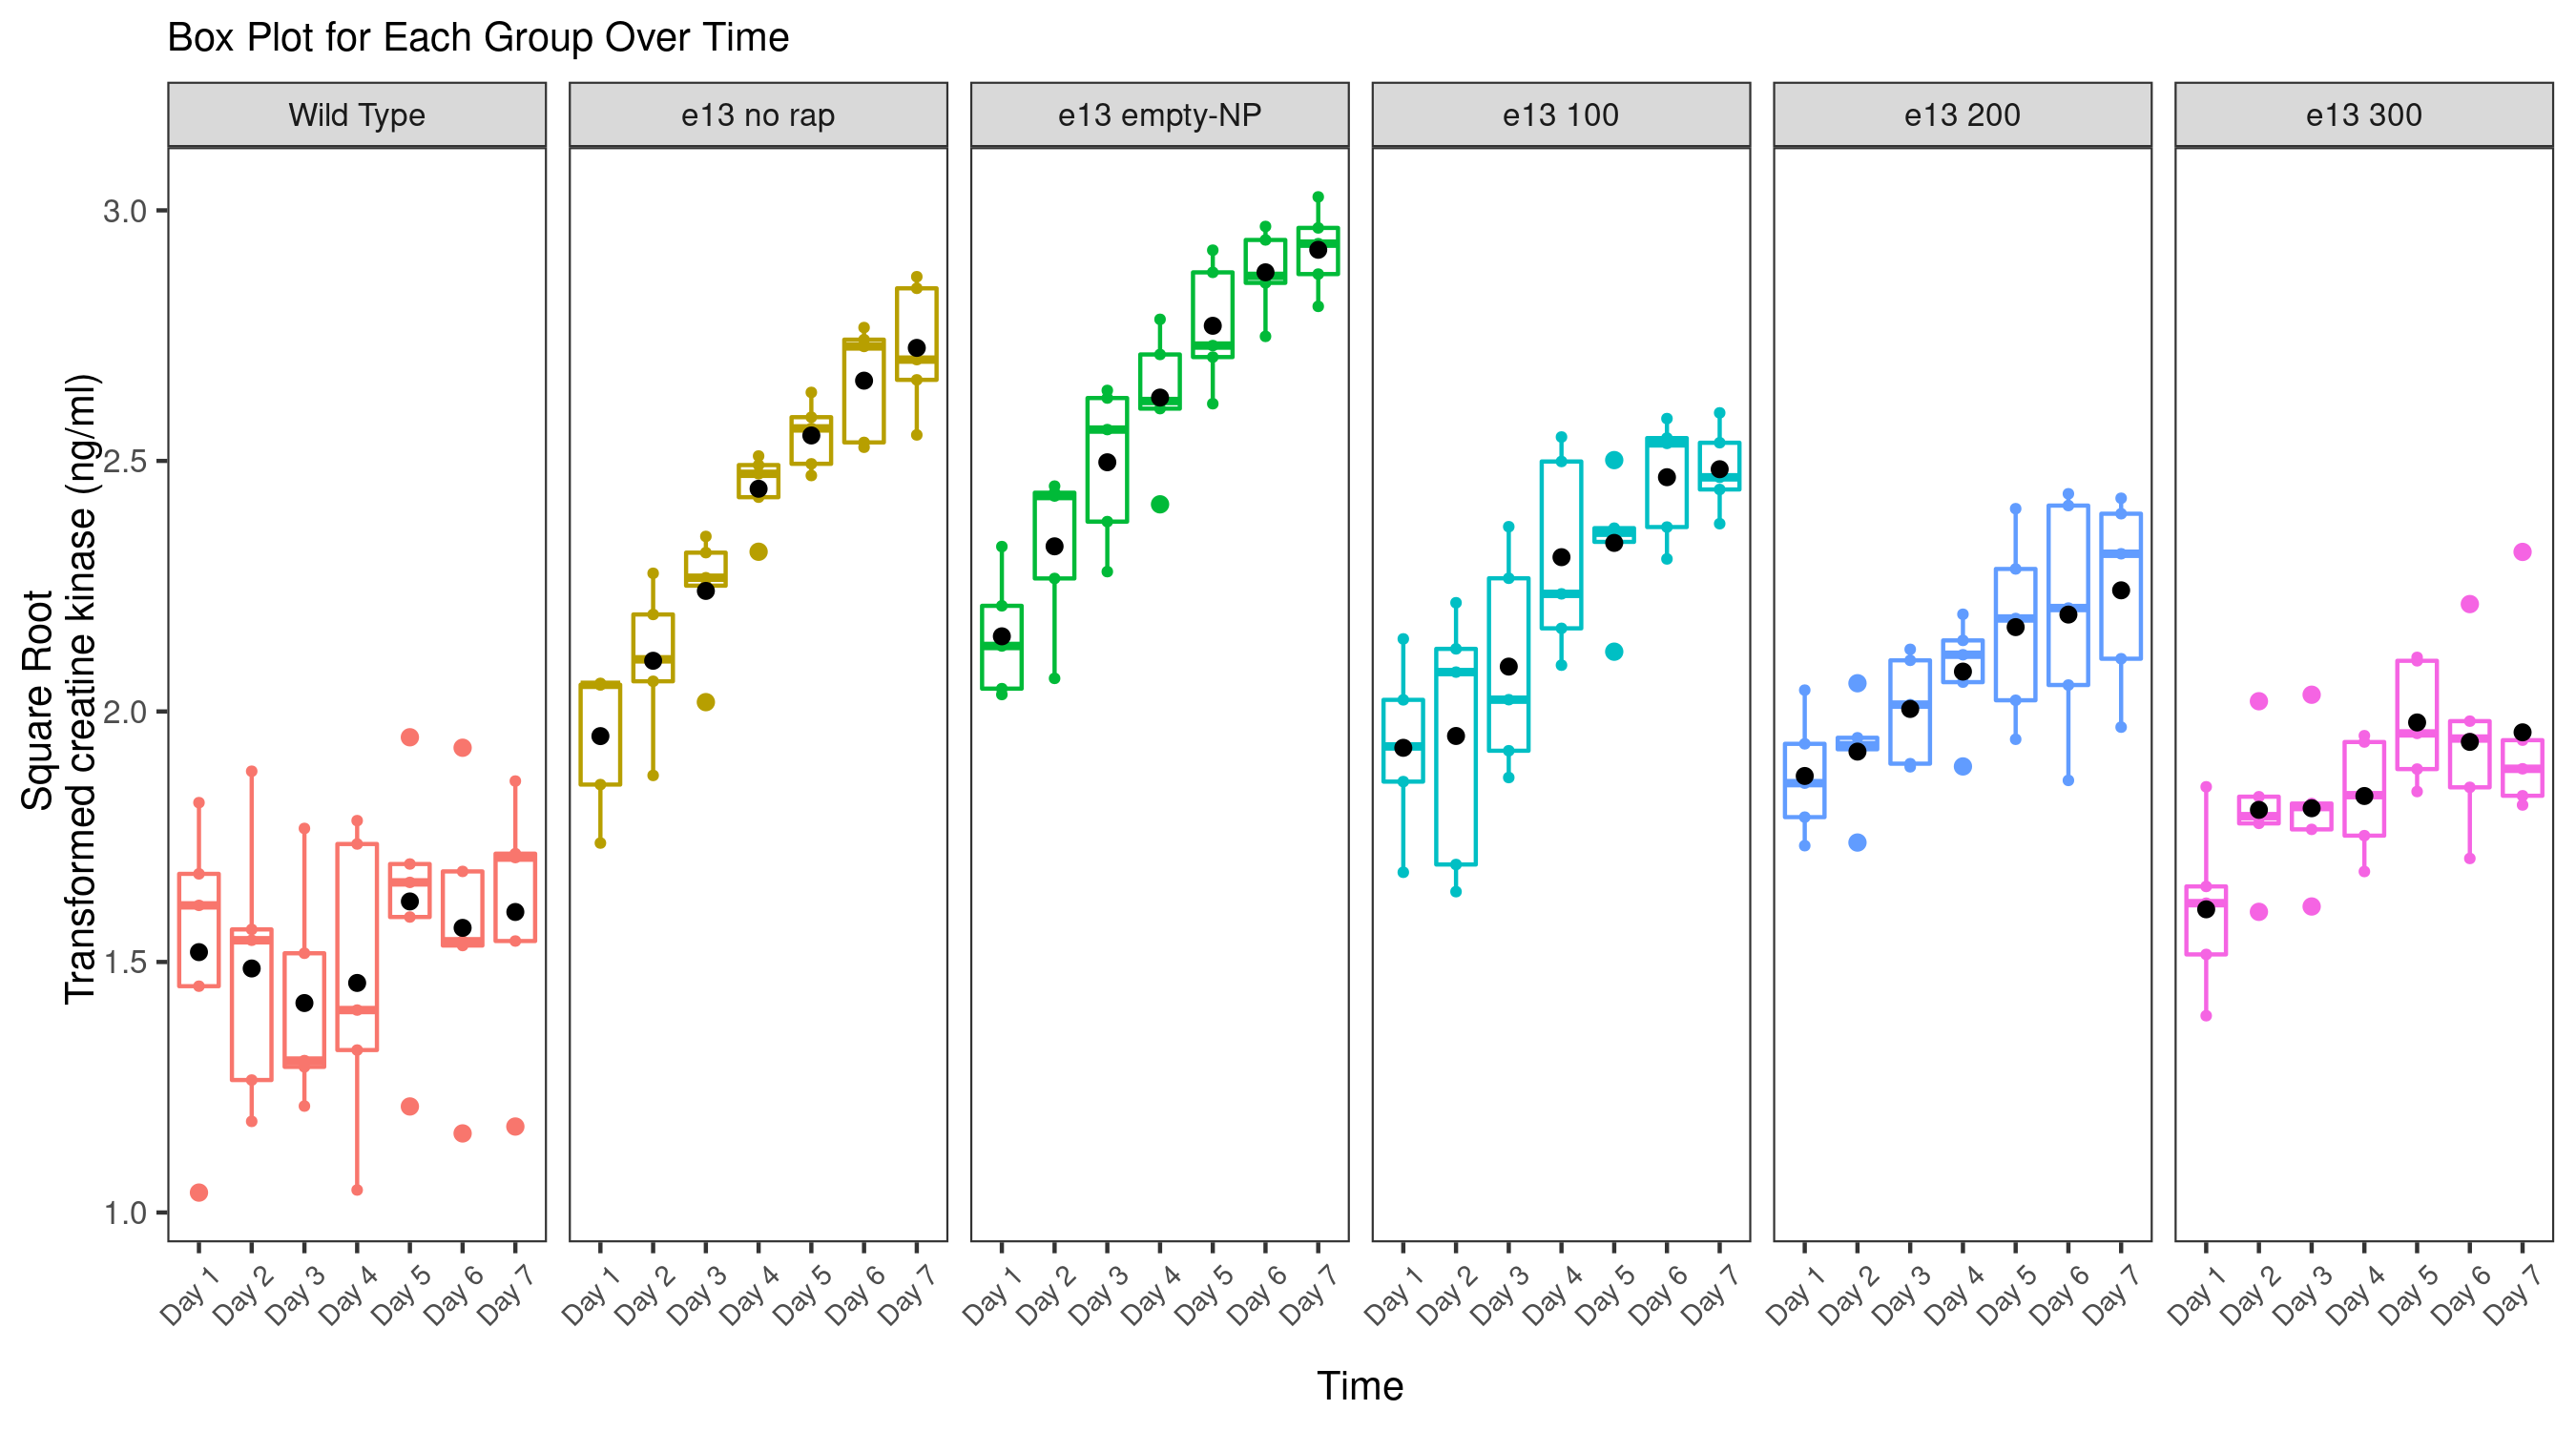 Box Plot for Each Group Over Time
Wild Type
e13 no rap
e13 empty-NP
e13 100
e13 200
e13 300
Square Root
Transformed creatine kinase (ng/ml)
3.0
2.5
2.0
1.5
1.0
Day 1
Day 2
Day 3
Day 4
Day 5
Day 6
Day 7
Day 1
Day 2
Day 3
Day 4
Day 5
Day 6
Day 7
Day 1
Day 2
Day 3
Day 4
Day 5
Day 6
Day 7
Day 1
Day 2
Day 3
Day 4
Day 5
Day 6
Day 7
Day 1
Day 2
Day 3
Day 4
Day 5
Day 6
Day 7
Day 1
Day 2
Day 3
Day 4
Day 5
Day 6
Day 7
Time